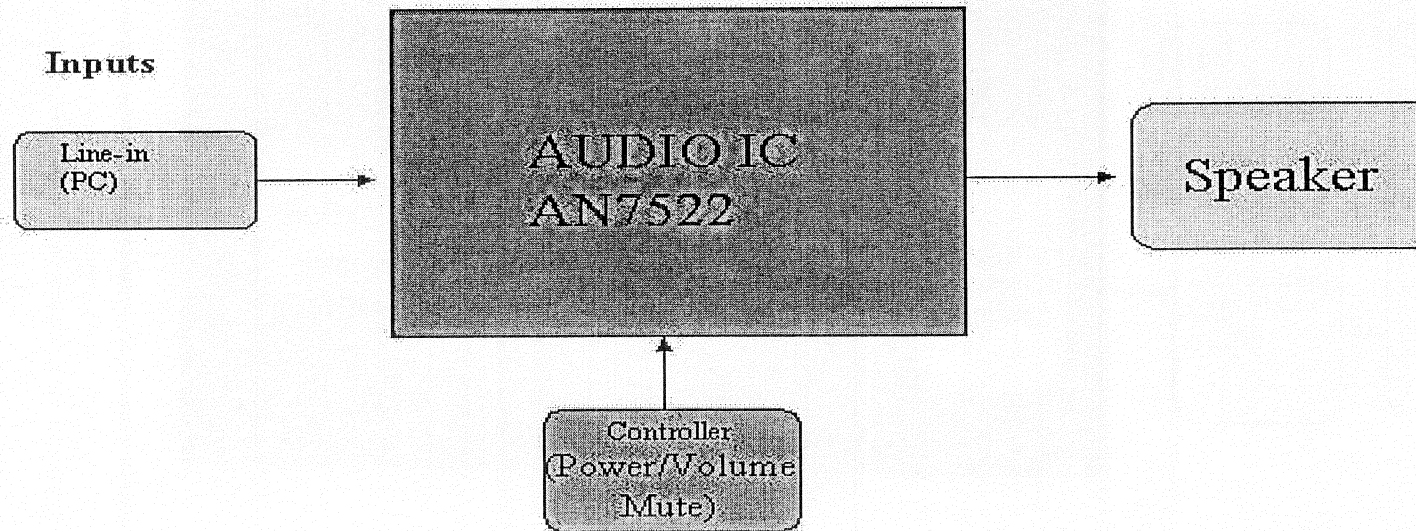 Inputs
Line-in
(PC)
AUDIO IC
AN7522
Speaker
Controller
(Power/Volume
Mute)